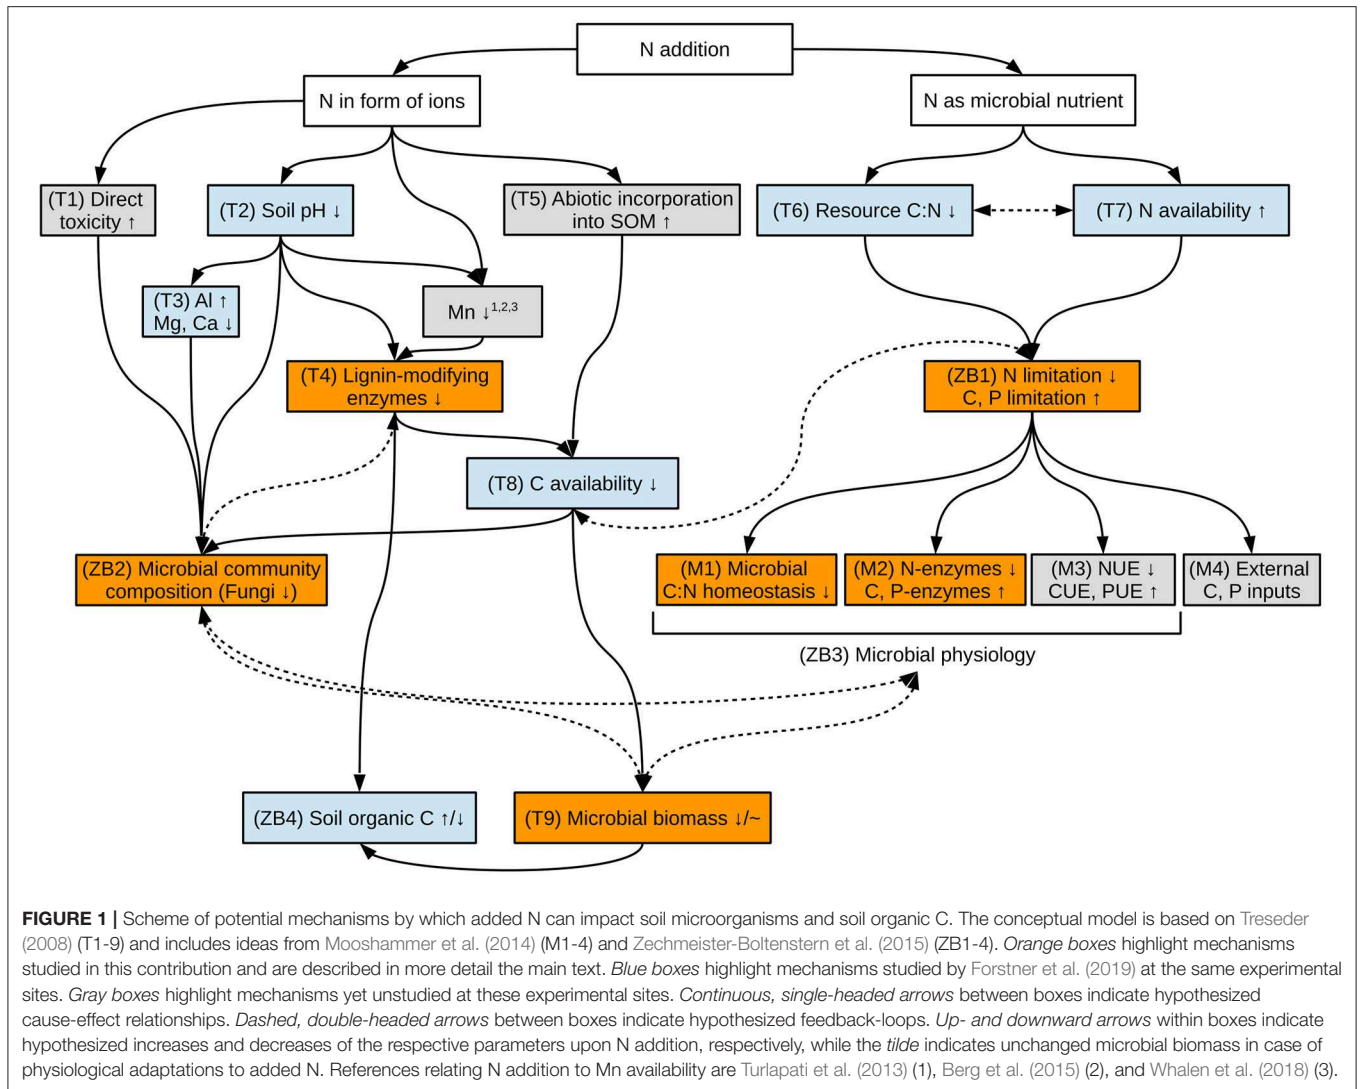 N addition
N in form of ions
N as microbial nutrient
(T1) Direct
toxicity ↑
(T2) Soil pH ↓
(T5) Abiotic incorporation
into SOM ↑
(T6) Resource C:N ↓
(T7) N availability ↑
(T3) Al ↑
Mg, Ca ↓
Mn ↓1,2,3
(T4) Lignin-modifying
enzymes ↓
(ZB1) N limitation ↓
C, P limitation ↑
(T8) C availability ↓
(ZB2) Microbial community
composition (Fungi ↓)
(M1) Microbial
C:N homeostasis ↓
(M2) N-enzymes ↓
C, P-enzymes ↑
(M3) NUE ↓
CUE, PUE ↑
(M4) External
C, P inputs
(ZB3) Microbial physiology
(ZB4) Soil organic C ↑/↓
(T9) Microbial biomass ↓/~
FIGURE 1 | Scheme of potential mechanisms by which added N can impact soil microorganisms and soil organic C. The conceptual model is based on Treseder
(2008) (T1-9) and includes ideas from Mooshammer et al. (2014) (M1-4) and Zechmeister-Boltenstern et al. (2015) (ZB1-4). Orange boxes highlight mechanisms
studied in this contribution and are described in more detail the main text. Blue boxes highlight mechanisms studied by Forstner et al. (2019) at the same experimental
sites. Gray boxes highlight mechanisms yet unstudied at these experimental sites. Continuous, single-headed arrows between boxes indicate hypothesized
cause-effect relationships. Dashed, double-headed arrows between boxes indicate hypothesized feedback-loops. Up- and downward arrows within boxes indicate
hypothesized increases and decreases of the respective parameters upon N addition, respectively, while the tilde indicates unchanged microbial biomass in case of
physiological adaptations to added N. References relating N addition to Mn availability are Turlapati et al. (2013) (1), Berg et al. (2015) (2), and Whalen et al. (2018) (3).